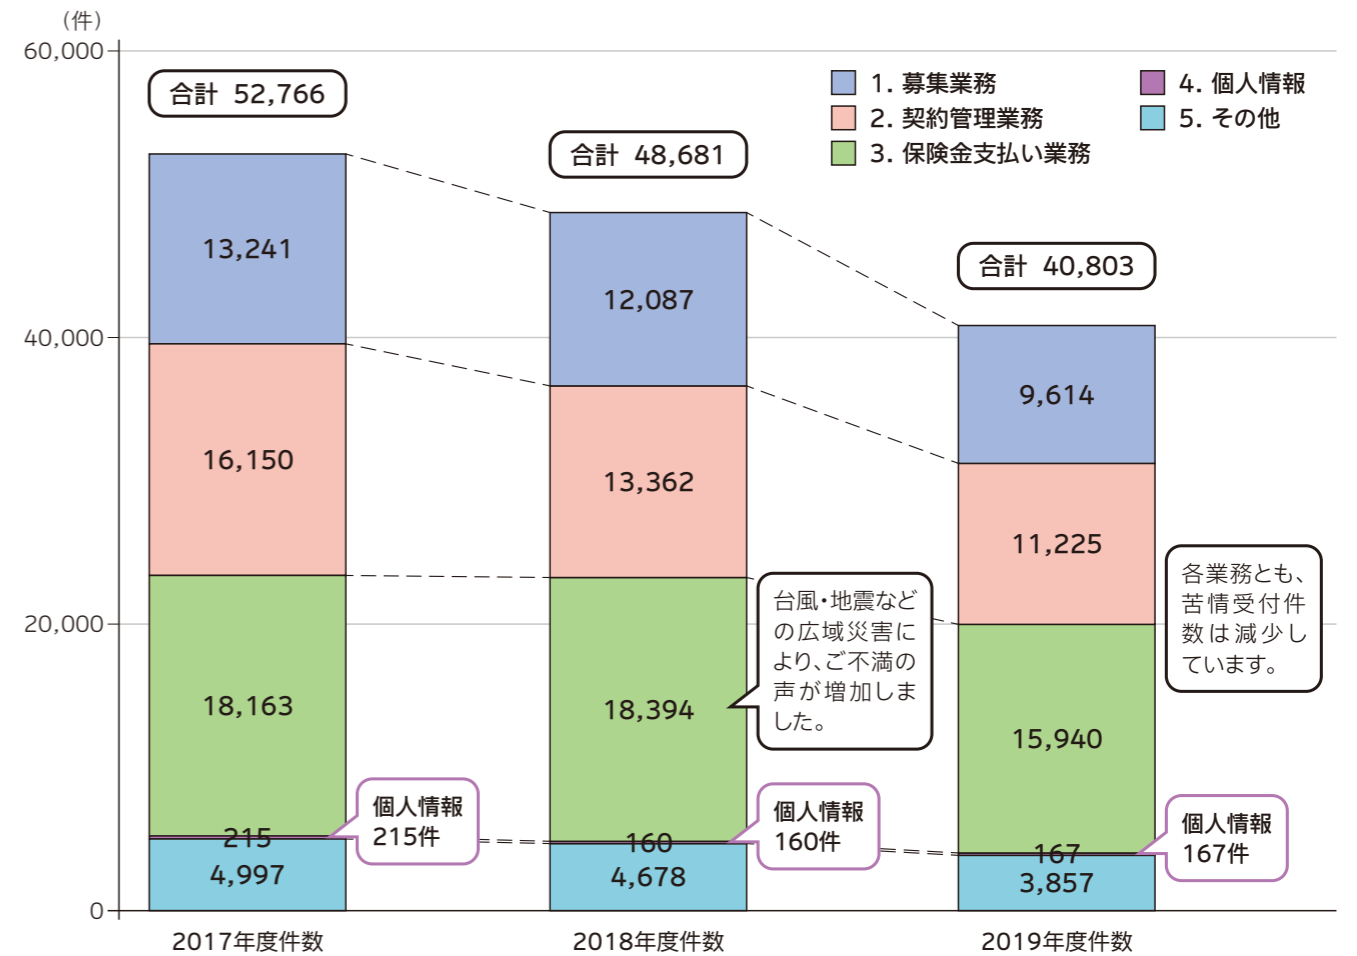 （件）
60,000
40,000
20,000
0
1. 募集業務
2. 契約管理業務
3. 保険金支払い業務
4. 個人情報
5. その他
合計 52,766
13,241
16,150
18,163
215
4,997
個人情報
215件
2017年度件数
合計 48,681
12,087
13,362
18,394
160
4,678
台風・地震など
の広域災害に
より、ご不満の
声が増加しま
した。
個人情報
160件
2018年度件数
合計 40,803
9,614
11,225
15,940
167
3,857
各業務とも、
苦情受付件
数は減少し
ています。
個人情報
167件
2019年度件数